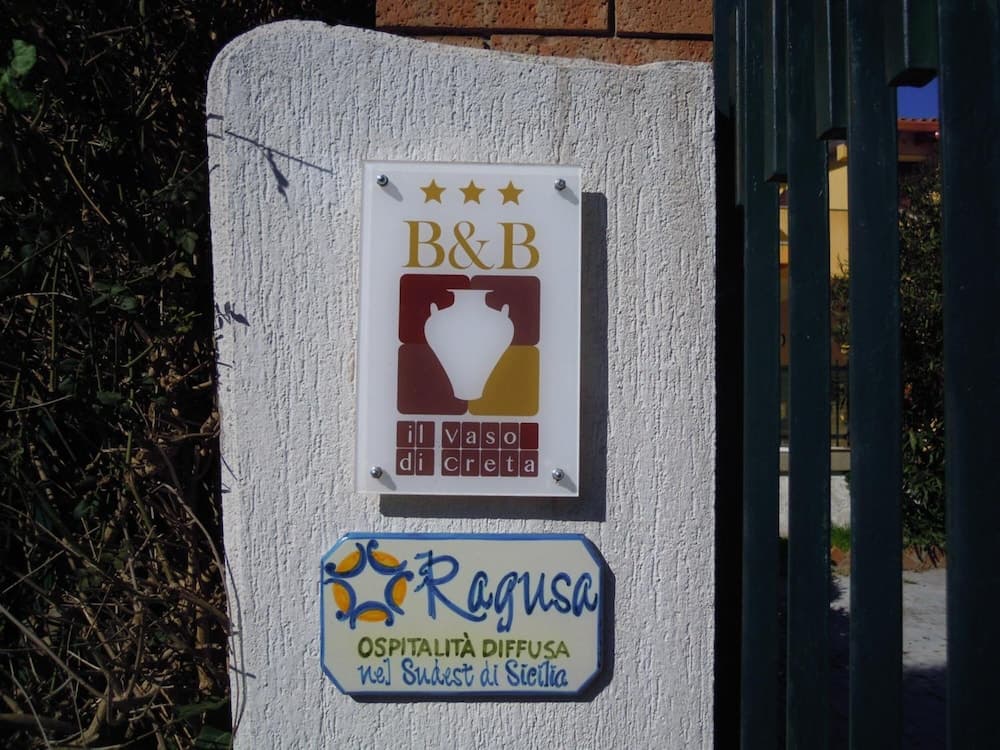 B&B
il vaso
di creta
Ragusa
OSPITALITÀ DIFFUSA
nel Sudest di Sicilia